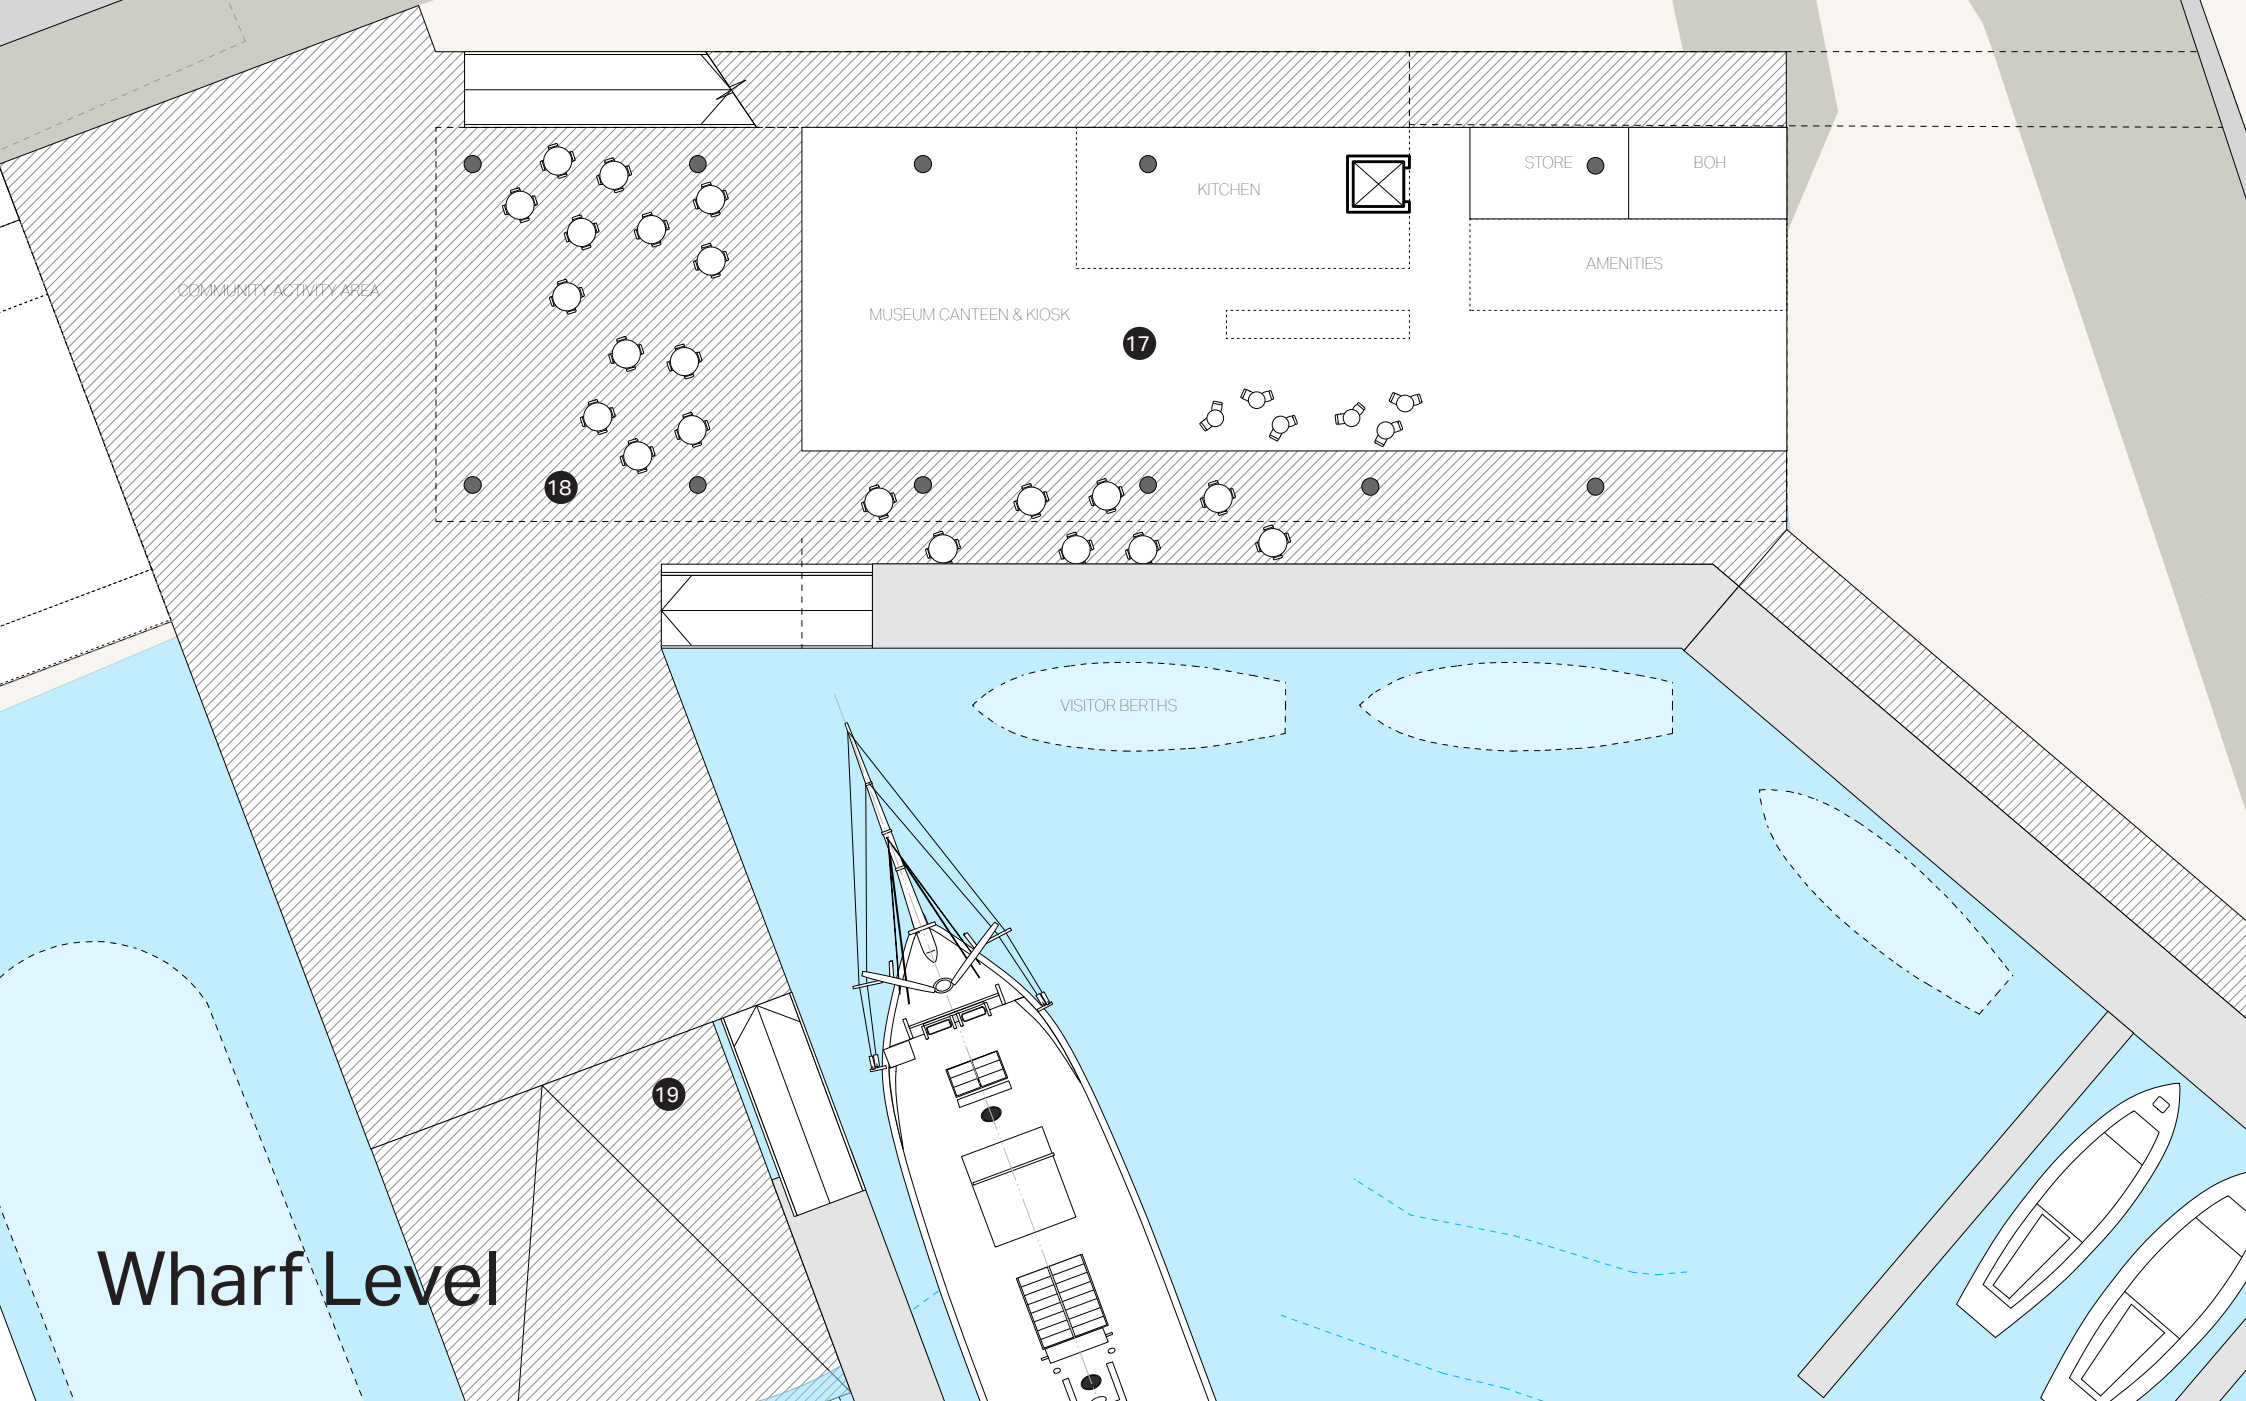 STORE
BOH
KITCHEN
AMENITIES
COMMUNITY ACTIVITY AREA
MUSEUM CANTEEN & KIOSK
17
18
VISITOR BERTHS
19
Wharf Level